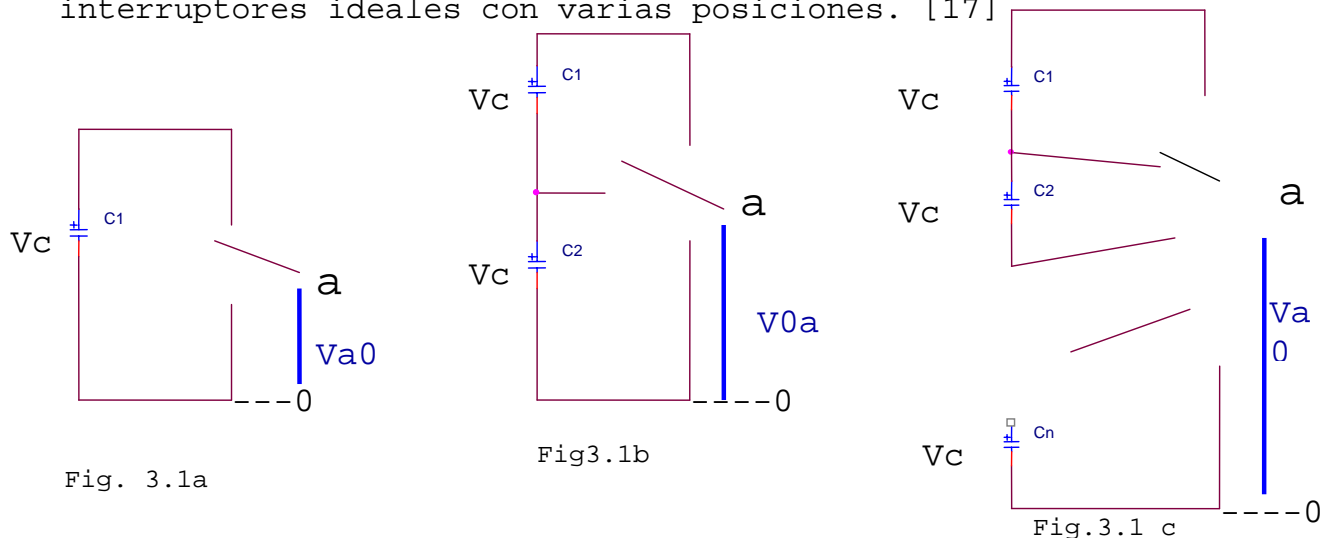 interruptores ideales con varias posiciones. [17]
C1
Vc
a
Va0
---0
Fig. 3.1a
C1
Vc
a
C2
Vc
V0a
----0
Fig3.1b
C1
Vc
C2
Vc
a
Va
0
Cn
Vc
----0
Fig.3.1 c